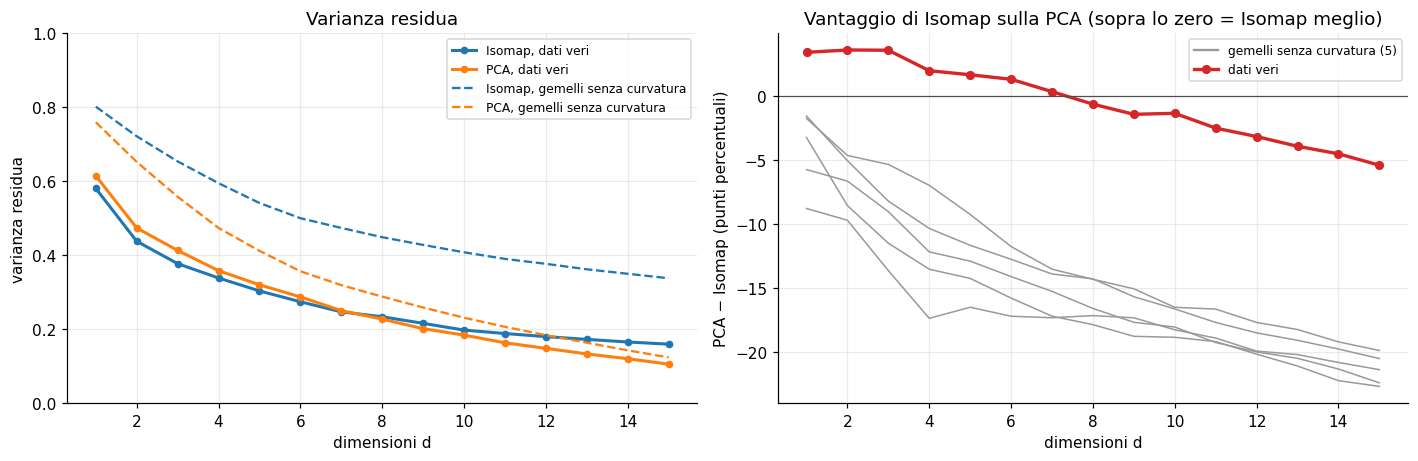 Varianza residua
1.0
0.8
0.6
0.4
0.2
0.0
varianza residua
2
4
6
8
10
12
14
dimensioni d
Isomap, dati veri
PCA, dati veri
Isomap, gemelli senza curvatura
PCA, gemelli senza curvatura
Vantaggio di Isomap sulla PCA (sopra lo zero = Isomap meglio)
0
−5
−10
−15
−20
PCA − Isomap (punti percentuali)
2
4
6
8
10
12
14
dimensioni d
gemelli senza curvatura (5)
dati veri